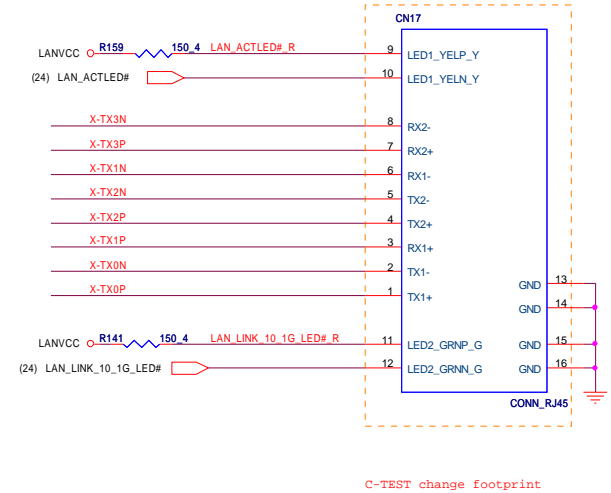 CN17
LANVCC R159 150_4 LAN_ACTLED#_R 9 LED1_YELP_Y
(24) LAN_ACTLED# 10 LED1_YELN_Y
X-TX3N 8 RX2-
X-TX3P 7 RX2+
X-TX1N 6 RX1-
X-TX2N 5 TX2-
X-TX2P 4 TX2+
X-TX1P 3 RX1+
X-TX0N 2 TX1-
X-TX0P 1 TX1+
GND 13
GND 14
LANVCC R141 150_4 LAN_LINK_10_1G_LED#_R 11 LED2_GRNP_G GND 15
(24) LAN_LINK_10_1G_LED# 12 LED2_GRNN_G GND 16
CONN_RJ45
C-TEST change footprint